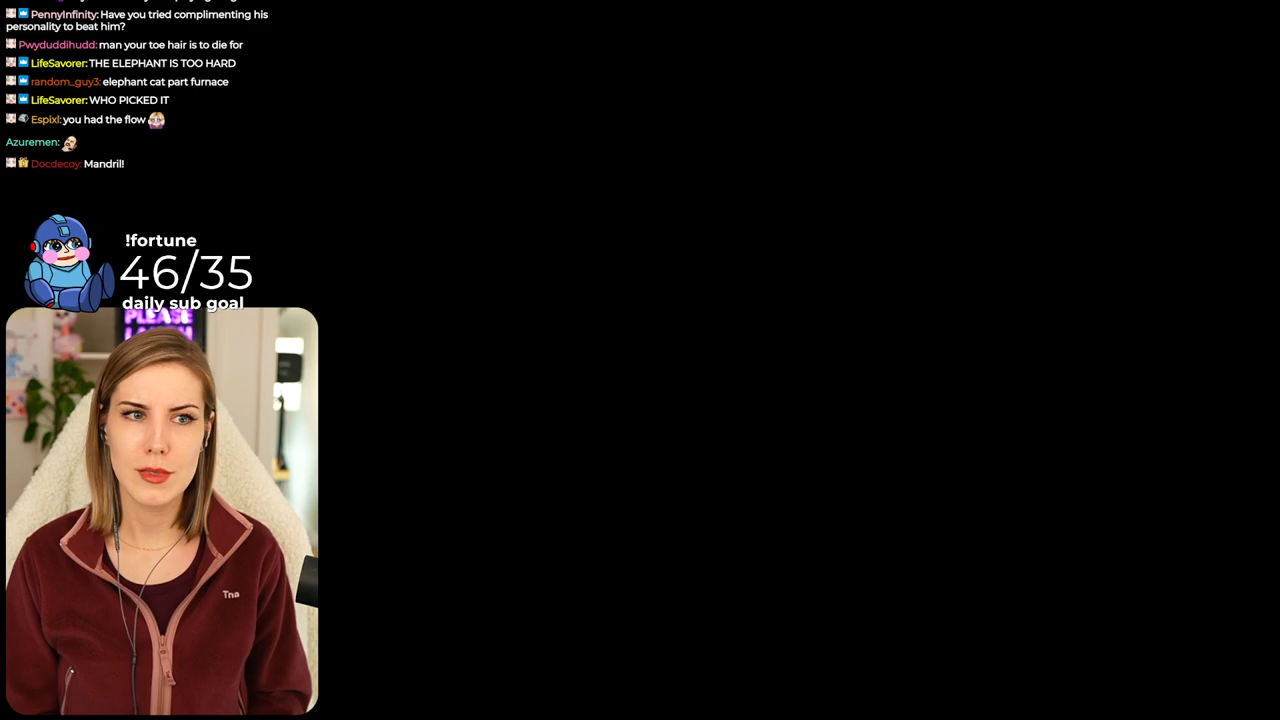 PennyInfinity: Have you tried complimenting his
personality to beat him?
Pwyduddihudd: man your toe hair is to die for
LifeSavorer: THE ELEPHANT IS TOO HARD
random_guy3: elephant cat part furnace
LifeSavorer: WHO PICKED IT
Espixl: you had the flow
Azuremen:
Docdecoy: Mandril!
!fortune
46/35
daily sub goal
PLEASE
Tna